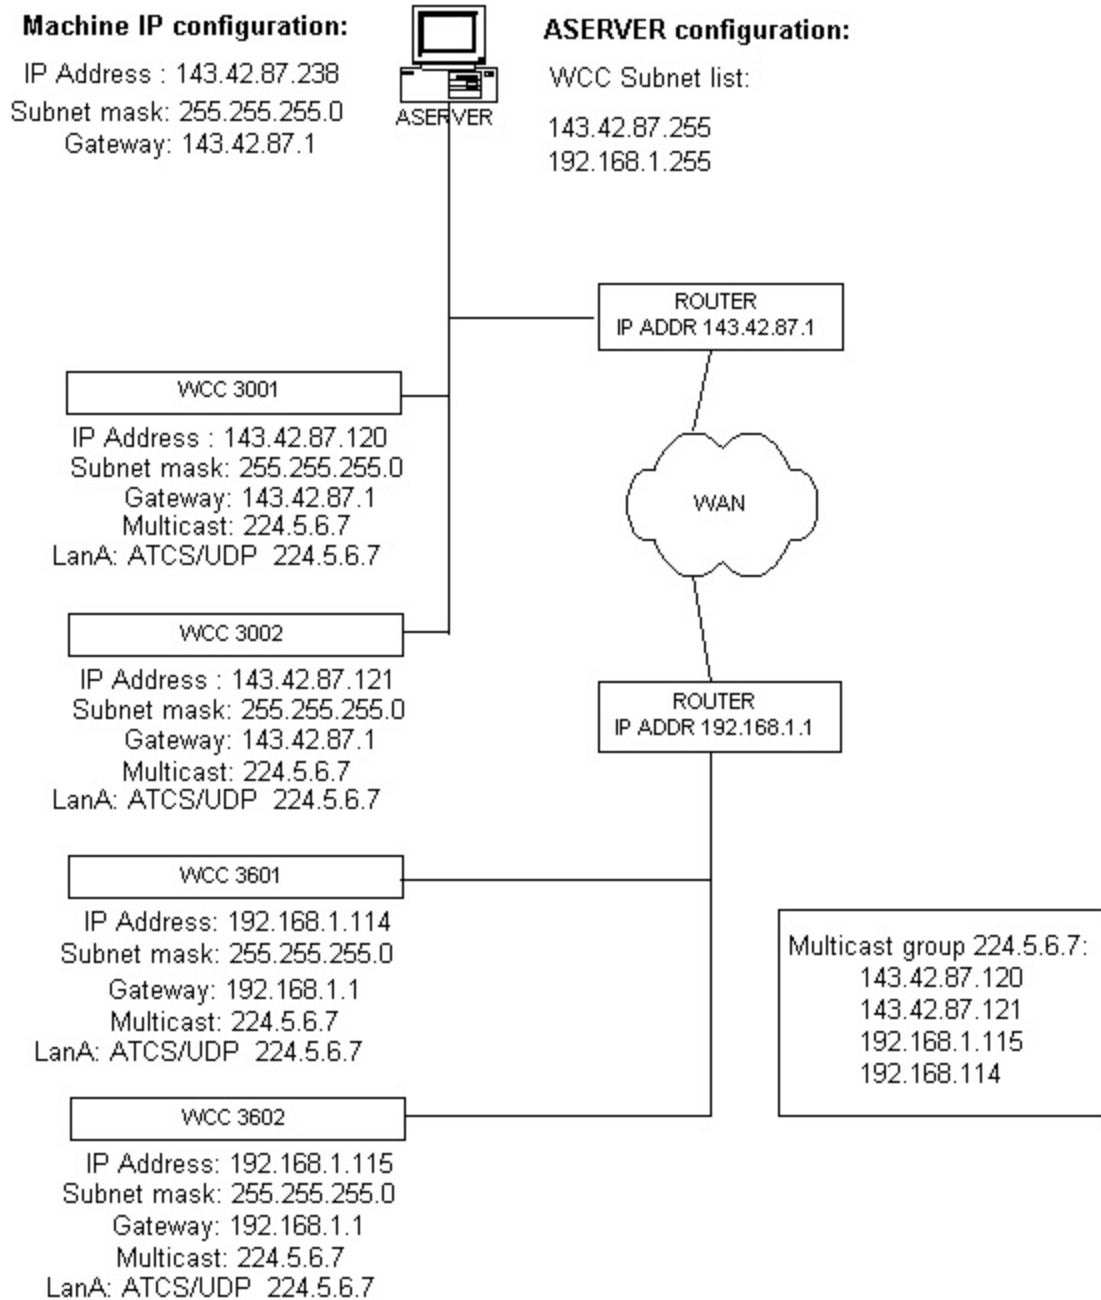 Machine IP configuration:
IP Address : 143.42.87.238
Subnet mask: 255.255.255.0
Gateway: 143.42.87.1
ASERVER
ASERVER configuration:
WCC Subnet list:
143.42.87.255
192.168.1.255
ROUTER
IP ADDR 143.42.87.1
WCC 3001
IP Address : 143.42.87.120
Subnet mask: 255.255.255.0
Gateway: 143.42.87.1
Multicast: 224.5.6.7
LanA: ATCS/UDP 224.5.6.7
WAN
WCC 3002
IP Address : 143.42.87.121
Subnet mask: 255.255.255.0
Gateway: 143.42.87.1
Multicast: 224.5.6.7
LanA: ATCS/UDP 224.5.6.7
ROUTER
IP ADDR 192.168.1.1
WCC 3601
IP Address: 192.168.1.114
Subnet mask: 255.255.255.0
Gateway: 192.168.1.1
Multicast: 224.5.6.7
LanA: ATCS/UDP 224.5.6.7
Multicast group 224.5.6.7:
143.42.87.120
143.42.87.121
192.168.1.115
192.168.114
WCC 3602
IP Address: 192.168.1.115
Subnet mask: 255.255.255.0
Gateway: 192.168.1.1
Multicast: 224.5.6.7
LanA: ATCS/UDP 224.5.6.7